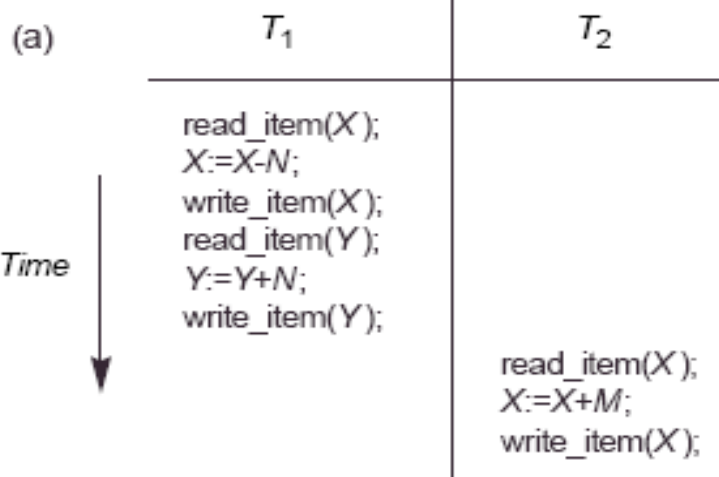 (a) T1 T2
read_item(X);
X:=X-N;
write_item(X);
read_item(Y);
Time
Y:=Y+N;
write_item(Y);
read_item(X);
X:=X+M;
write_item(X);